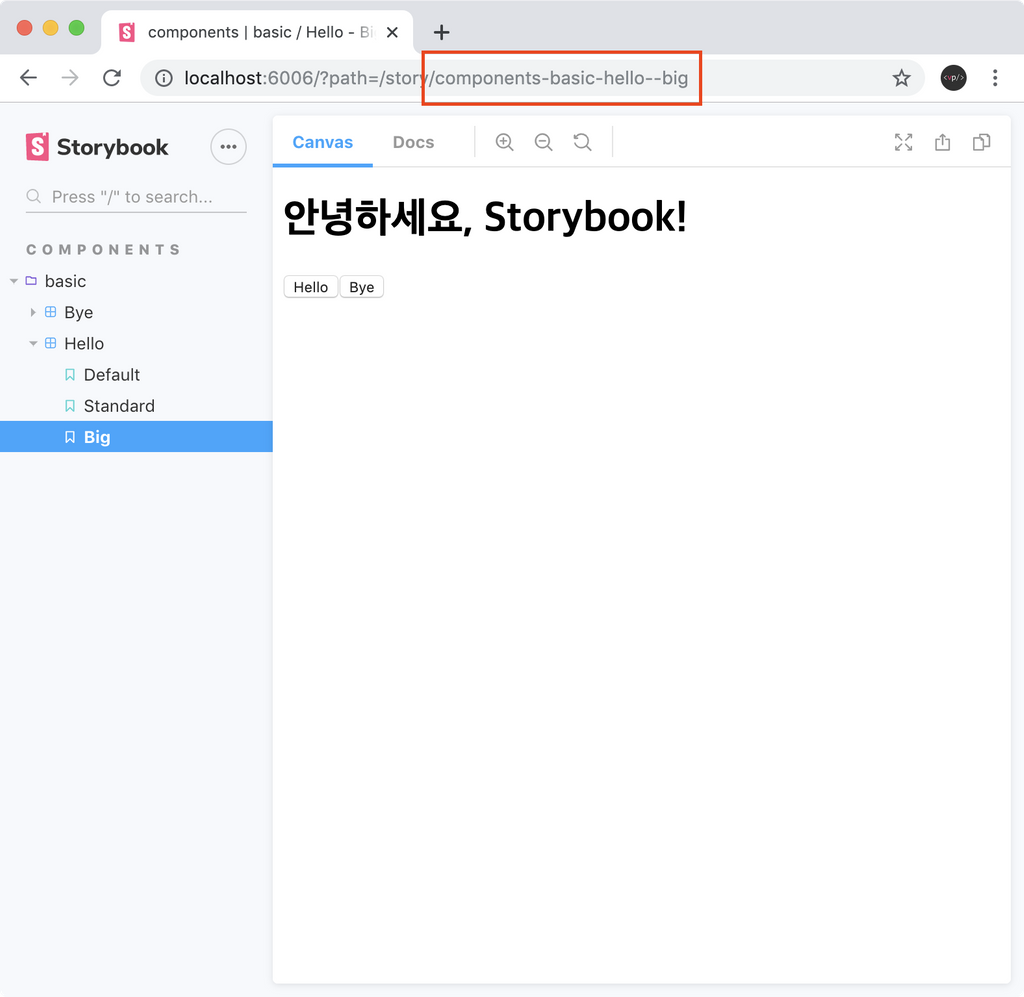 components | basic / Hello - Bi
localhost:6006/?path=/story/components-basic-hello--big
Storybook
Press "/" to search...
COMPONENTS
basic
Bye
Hello
Default
Standard
Big
Canvas Docs
안녕하세요, Storybook!
Hello Bye